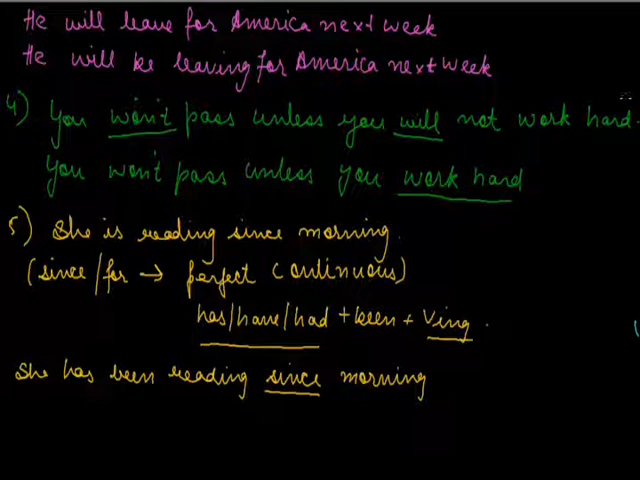 He will leave for America next week
He will be leaving for America next week
4) You won't pass unless you will not work hard.
You won't pass unless you work hard
5) She is reading since morning.
(since/for → perfect continuous)
has/have/had + been + Ving.
She has been reading since morning